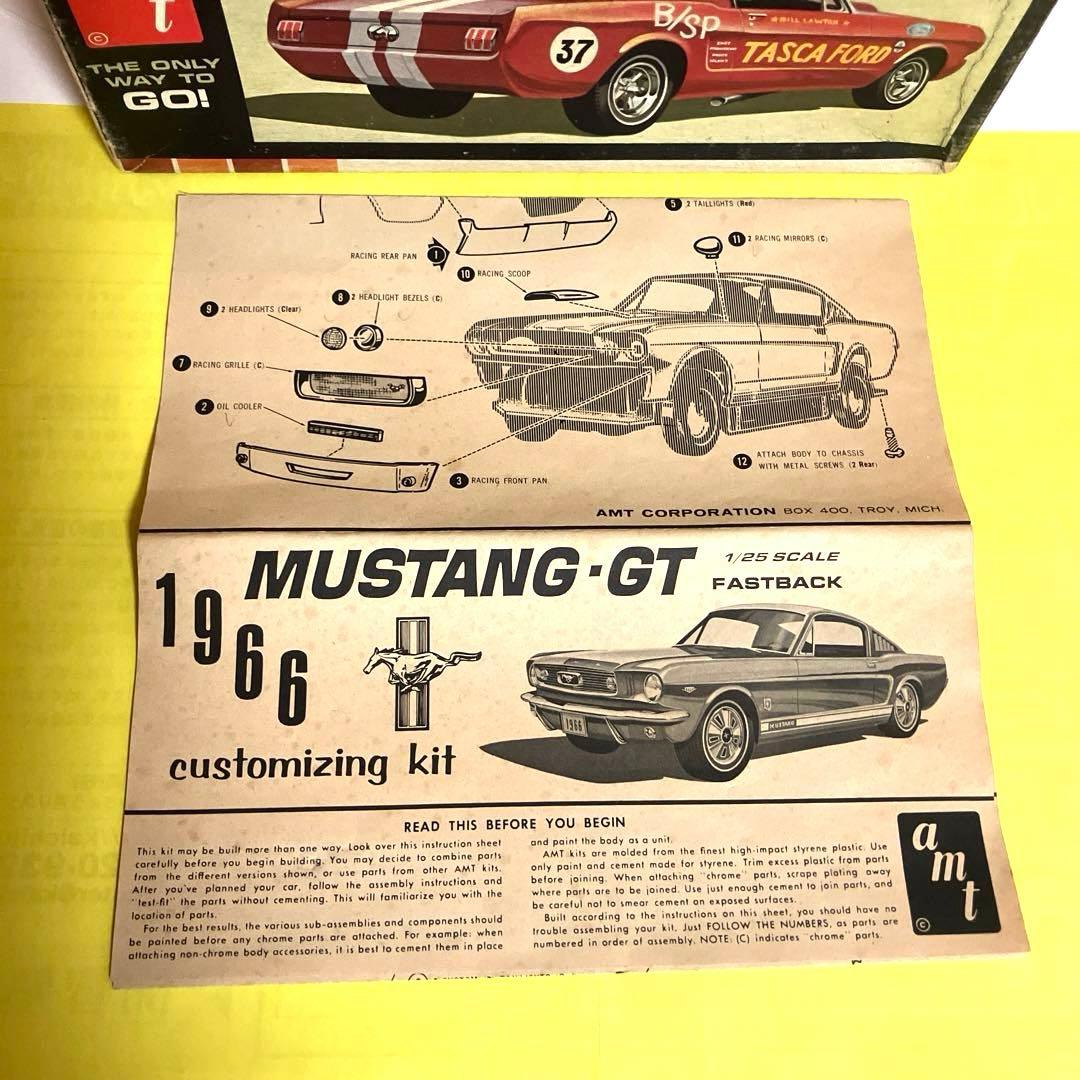 t
©
THE ONLY
WAY TO
GO!
37
B/SP
★ BILL LAWTON ★
TASCA FORD
5 2 TAILLIGHTS (Red)
11 2 RACING MIRRORS (C)
RACING REAR PAN 1
10 RACING SCOOP
8 2 HEADLIGHT BEZELS (C)
9 2 HEADLIGHTS (Clear)
7 RACING GRILLE (C)
2 OIL COOLER
12 ATTACH BODY TO CHASSIS
WITH METAL SCREWS (2 Rear)
3 RACING FRONT PAN
AMT CORPORATION BOX 400, TROY, MICH.
1966
MUSTANG·GT
1/25 SCALE
FASTBACK
1966
MUSTANG
customizing kit
READ THIS BEFORE YOU BEGIN
This kit may be built more than one way. Look over this instruction sheet
carefully before you begin building. You may decide to combine parts
from the different versions shown, or use parts from other AMT kits.
After you've planned your car, follow the assembly instructions and
"test-fit" the parts without cementing. This will familiarize you with the
location of parts.
For the best results, the various sub-assemblies and components should
be painted before any chrome parts are attached. For example: when
attaching non-chrome body accessories, it is best to cement them in place
and paint the body as a unit.
AMT kits are molded from the finest high-impact styrene plastic. Use
only paint and cement made for styrene. Trim excess plastic from parts
before joining. When attaching "chrome" parts, scrape plating away
where parts are to be joined. Use just enough cement to join parts, and
be careful not to smear cement on exposed surfaces.
Built according to the instructions on this sheet, you should have no
trouble assembling your kit. Just FOLLOW THE NUMBERS, as parts are
numbered in order of assembly. NOTE: (C) indicates "chrome" parts.
amt
©